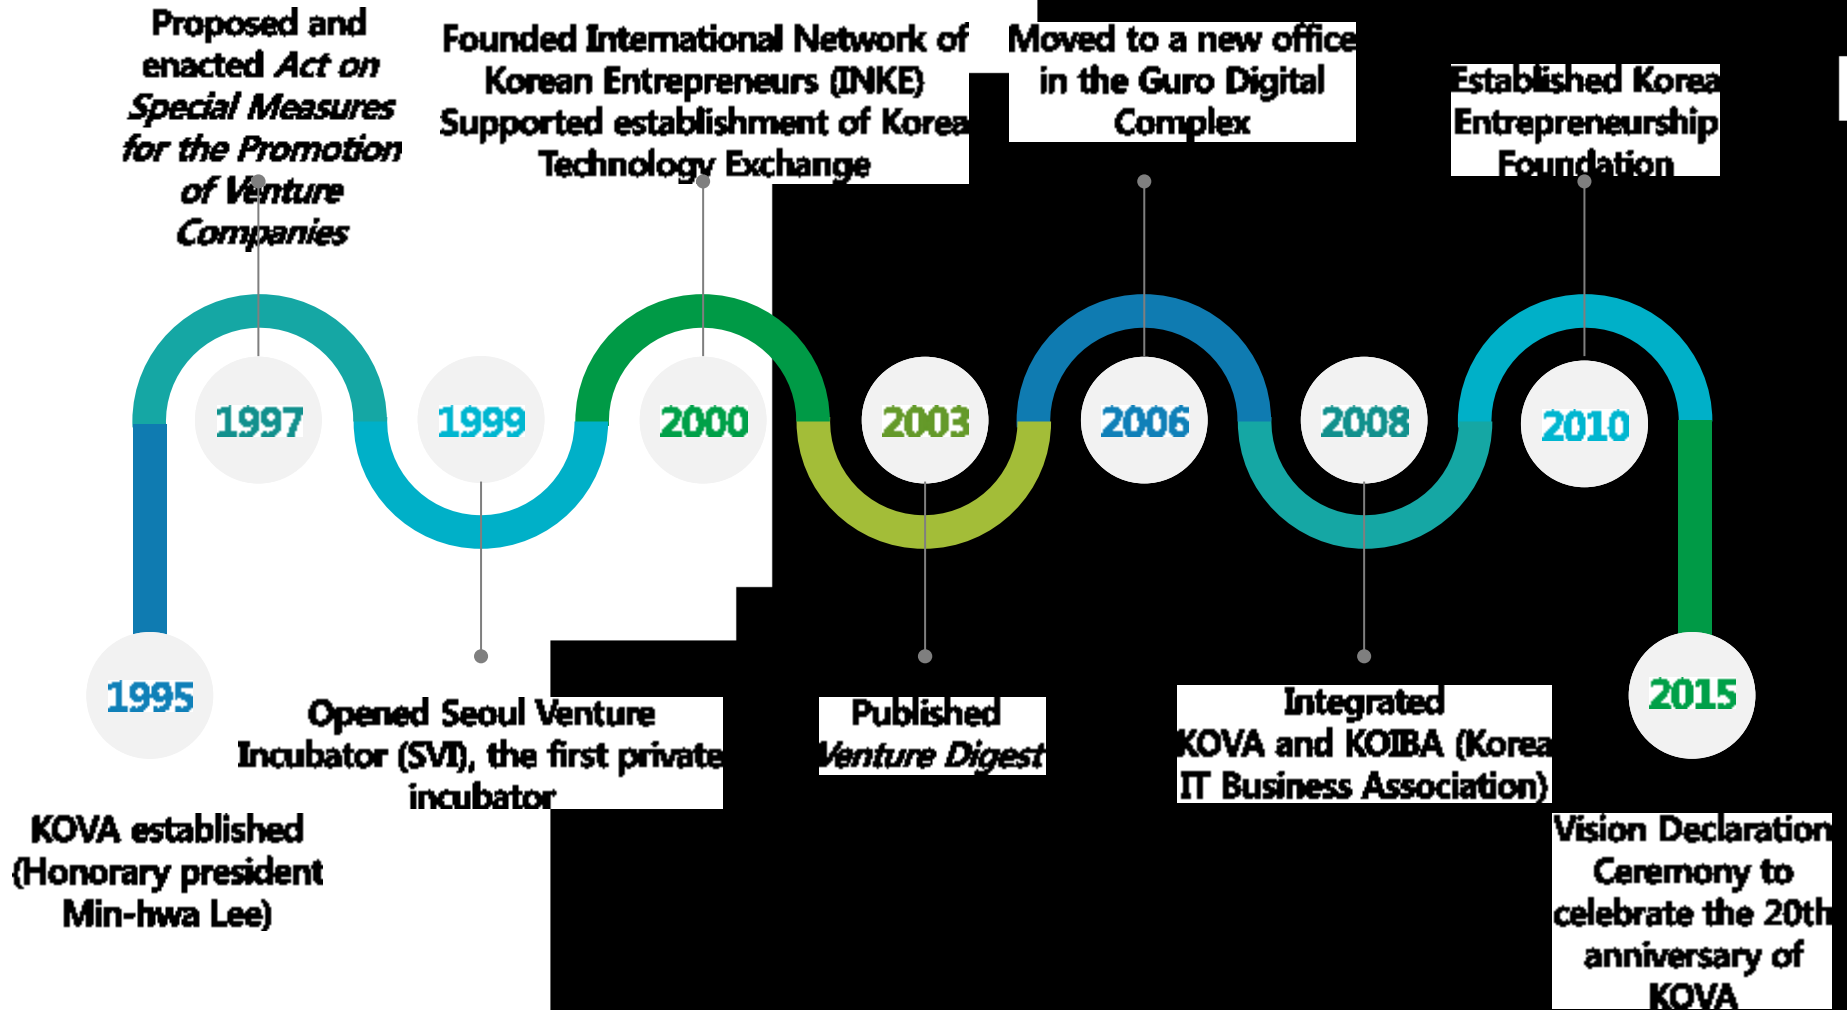 Proposed and
enacted Act on
Special Measures
for the Promotion
of Venture
Companies
Founded International Network of
Korean Entrepreneurs (INKE)
Supported establishment of Korea
Technology Exchange
Moved to a new office
in the Guro Digital
Complex
Established Korea
Entrepreneurship
Foundation
1997
1999
2000
2003
2006
2008
2010
1995
2015
Opened Seoul Venture
Incubator (SVI), the first private
incubator
Published
Venture Digest
Integrated
KOVA and KOIBA (Korea
IT Business Association)
KOVA established
(Honorary president
Min-hwa Lee)
Vision Declaration
Ceremony to
celebrate the 20th
anniversary of
KOVA